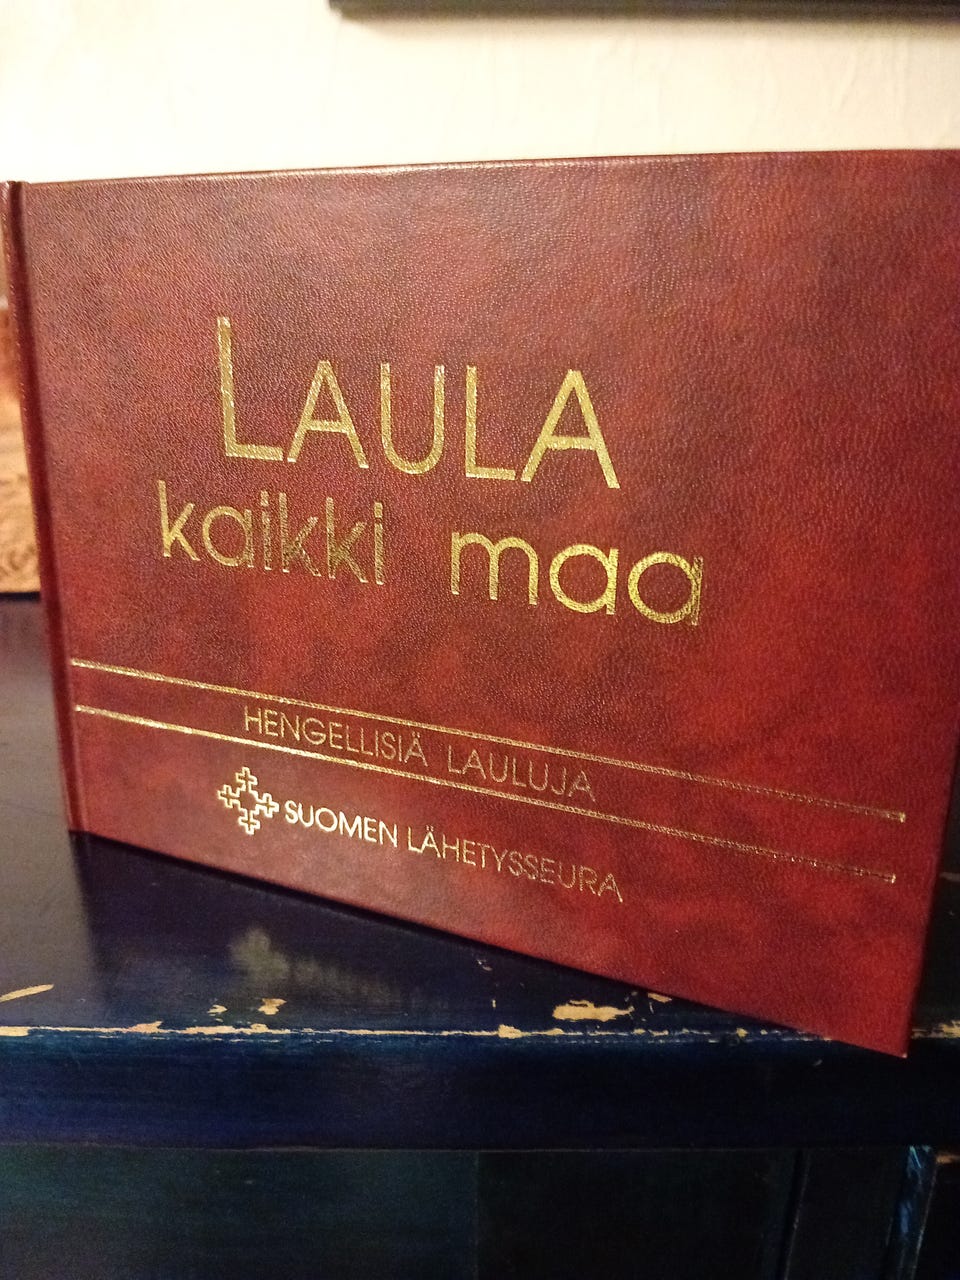 LAULA
kaikki maa
HENGELLISIÄ LAULUJA
SUOMEN LÄHETYSSEURA